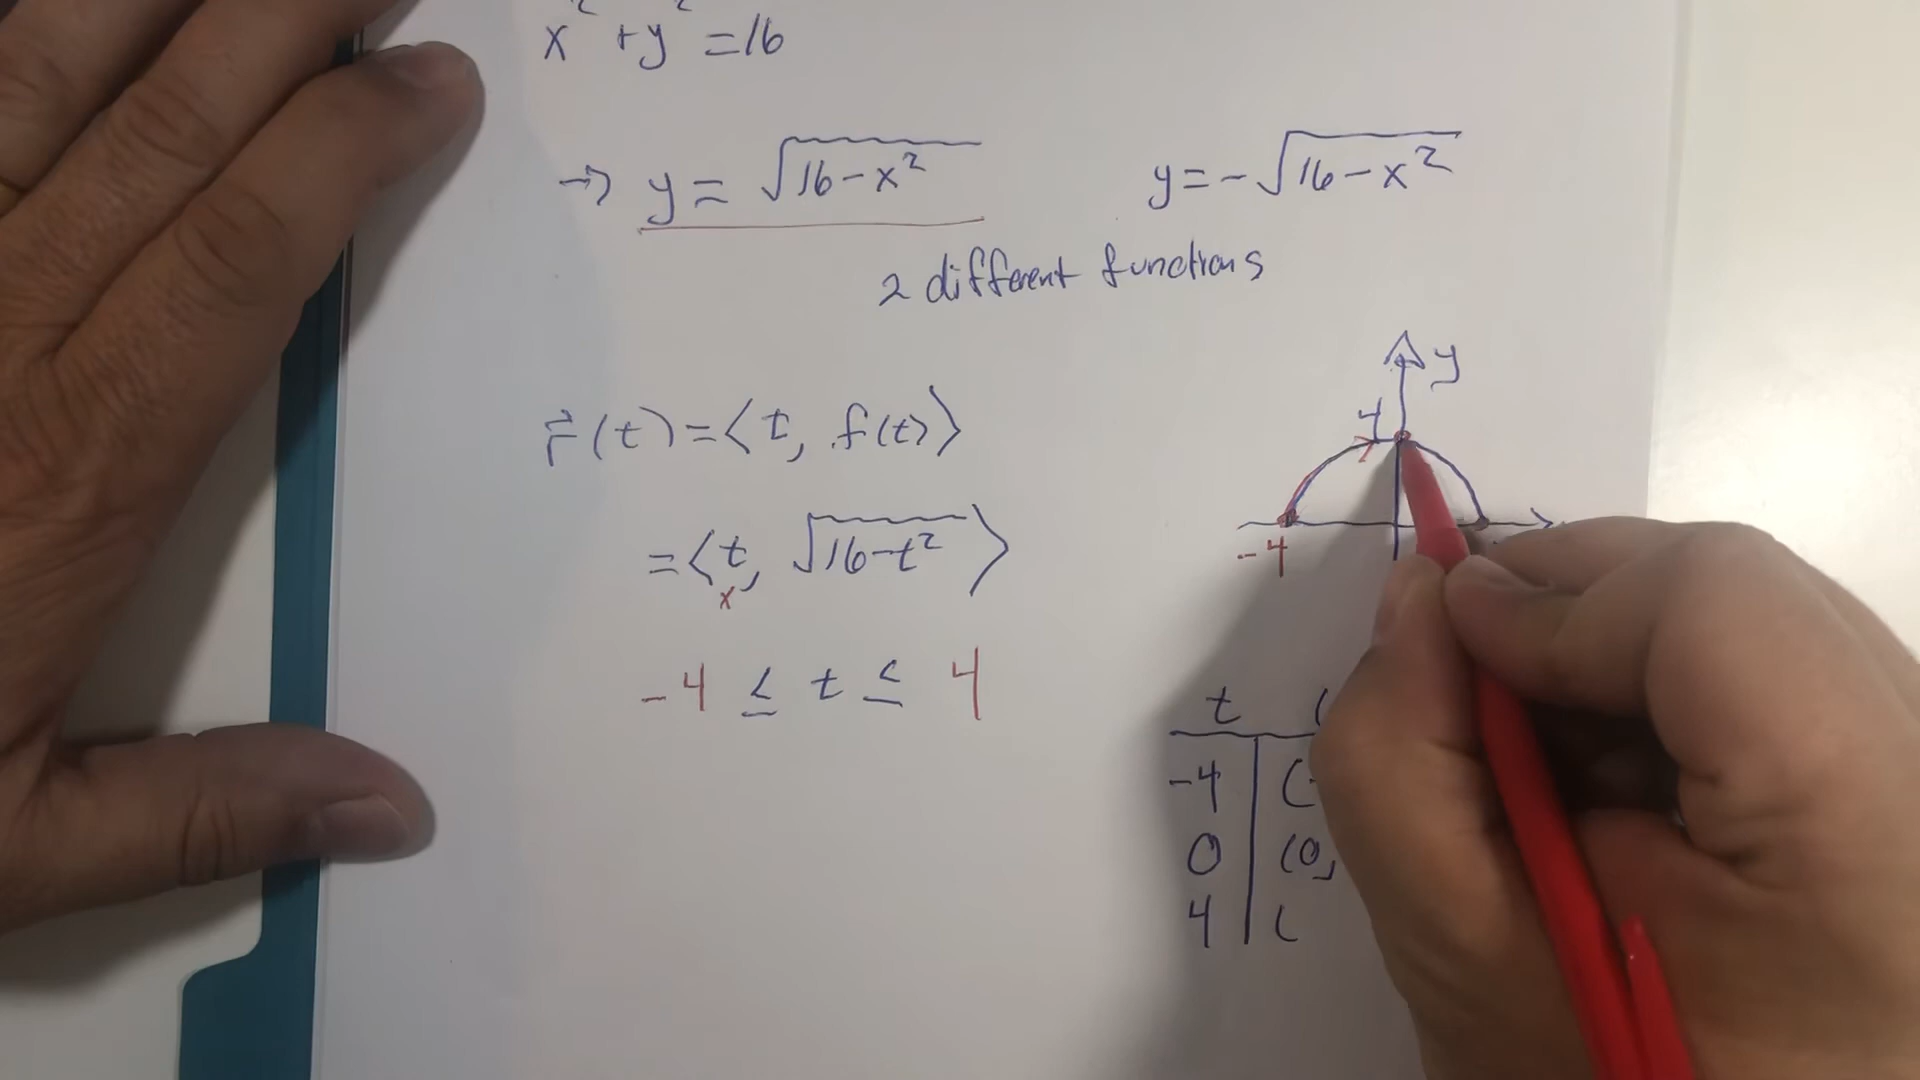 x² + y² = 16
→ y = √16-x²   y = -√16-x²
2 different functions
r⃗(t) = ⟨t, f(t)⟩
= ⟨t, √16-t²⟩
x
-4 ≤ t ≤ 4
y
4
-4
t (
-4 (-
0 (0,
4 (